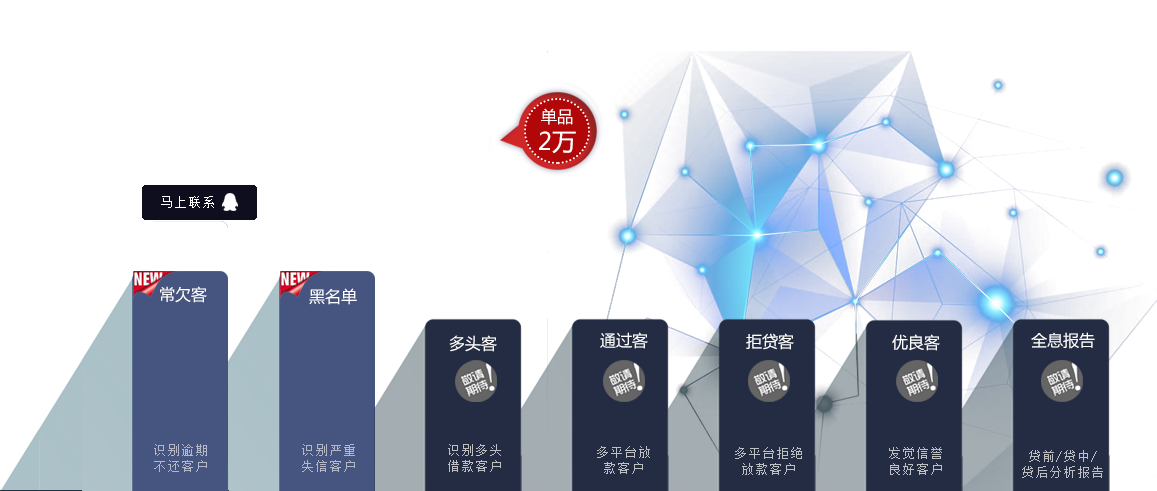 单品
2万
马上联系
NEW
常欠客
识别逾期
不还客户
NEW
黑名单
识别严重
失信客户
多头客
敬请
期待!
识别多头
借款客户
通过客
敬请
期待!
多平台放
款客户
拒贷客
敬请
期待!
多平台拒绝
放款客户
优良客
敬请
期待!
发觉信誉
良好客户
全息报告
敬请
期待!
贷前/贷中/
贷后分析报告